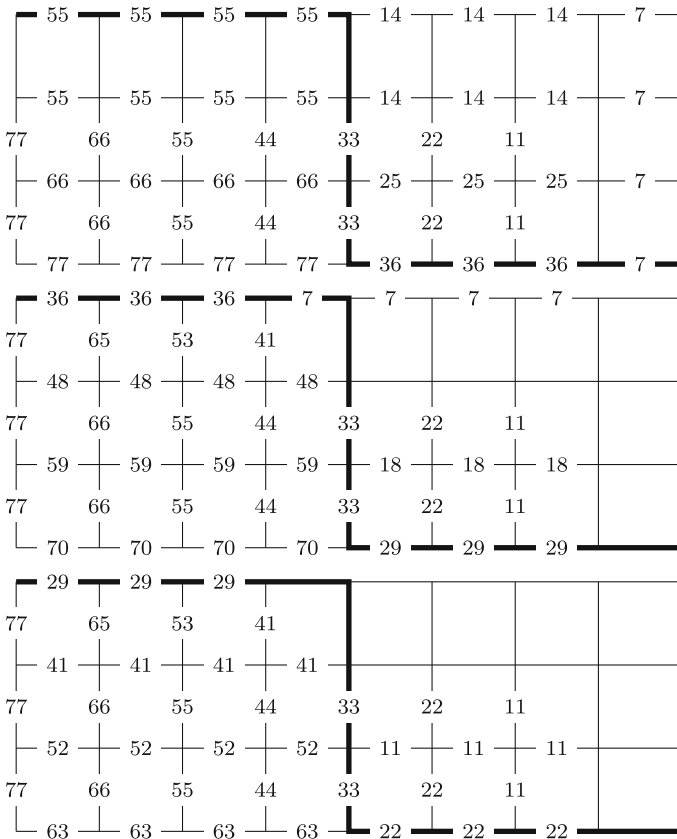 55 55 55 55 14 14 14 7
55 55 55 55 14 14 14 7
77 66 55 44 33 22 11
66 66 66 66 25 25 25 7
77 66 55 44 33 22 11
77 77 77 77 36 36 36 7
36 36 36 7 7 7 7
77 65 53 41
48 48 48 48
77 66 55 44 33 22 11
59 59 59 59 18 18 18
77 66 55 44 33 22 11
70 70 70 70 29 29 29
29 29 29
77 65 53 41
41 41 41 41
77 66 55 44 33 22 11
52 52 52 52 11 11 11
77 66 55 44 33 22 11
63 63 63 63 22 22 22